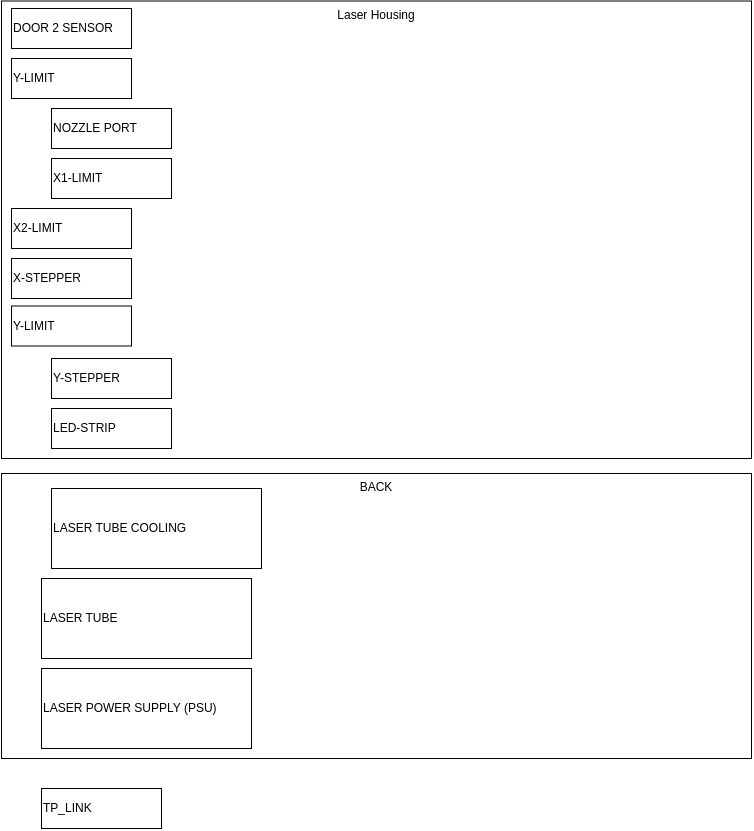 Laser Housing
DOOR 2 SENSOR
Y-LIMIT
NOZZLE PORT
X1-LIMIT
X2-LIMIT
X-STEPPER
Y-LIMIT
Y-STEPPER
LED-STRIP
BACK
LASER TUBE COOLING
LASER TUBE
LASER POWER SUPPLY (PSU)
TP_LINK